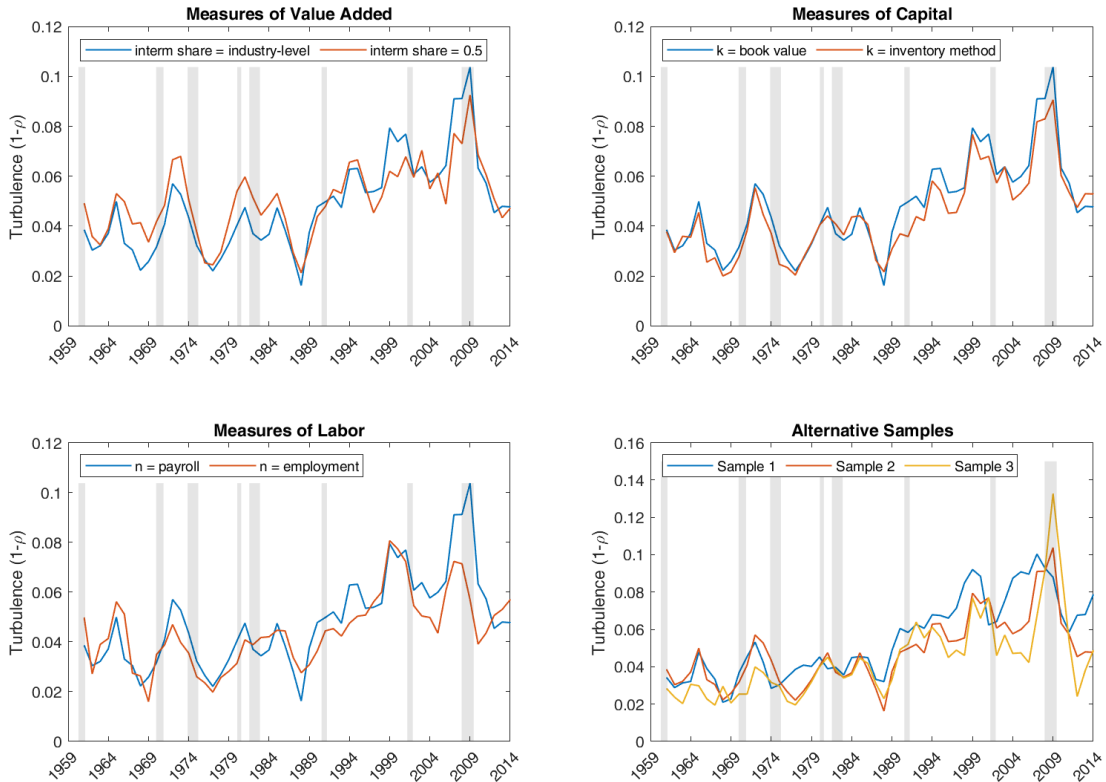 Measures of Value Added
interm share = industry-level
interm share = 0.5
Turbulence (1-ρ)
0.12
0.1
0.08
0.06
0.04
0.02
0
1959 1964 1969 1974 1979 1984 1989 1994 1999 2004 2009 2014
Measures of Capital
k = book value
k = inventory method
Turbulence (1-ρ)
0.12
0.1
0.08
0.06
0.04
0.02
0
1959 1964 1969 1974 1979 1984 1989 1994 1999 2004 2009 2014
Measures of Labor
n = payroll
n = employment
Turbulence (1-ρ)
0.12
0.1
0.08
0.06
0.04
0.02
0
1959 1964 1969 1974 1979 1984 1989 1994 1999 2004 2009 2014
Alternative Samples
Sample 1
Sample 2
Sample 3
Turbulence (1-ρ)
0.16
0.14
0.12
0.1
0.08
0.06
0.04
0.02
0
1959 1964 1969 1974 1979 1984 1989 1994 1999 2004 2009 2014